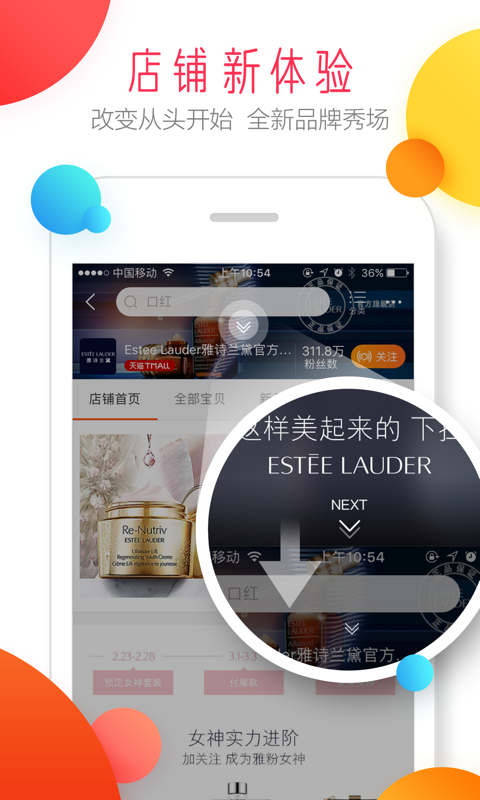 店铺新体验
改变从头开始 全新品牌秀场
中国移动 上午10:54 36%
口红
分类
ESTĒE LAUDER
雅诗兰黛
Estee Lauder雅诗兰黛官方...
天猫TMALL
311.8万
粉丝数
关注
店铺首页 全部宝贝
Re-Nutriv
ESTĒE LAUDER
Ultimate Lift
Regenerating Youth Creme
Crème Lift régénératrice jeunesse
这样美起来的 下拉
ESTĒE LAUDER
NEXT
移动 上午10:54
口红
der雅诗兰黛官方.
2.23-2.28 3.1-3.3
预定女神套装 付尾款
女神实力进阶
加关注 成为雅粉女神